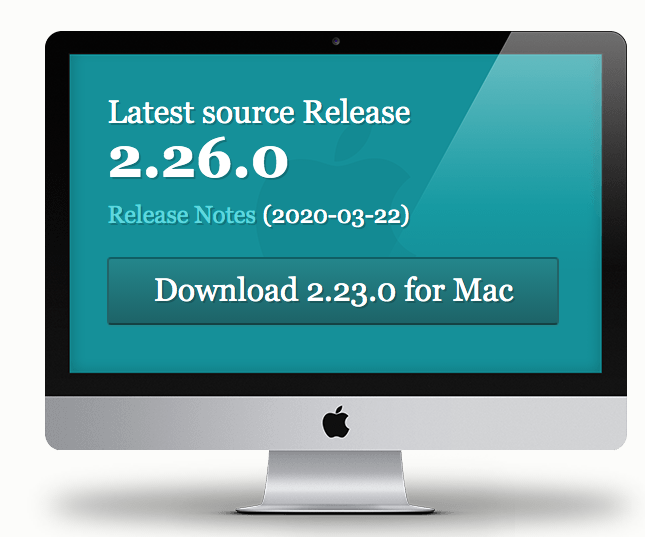 Latest source Release
2.26.0
Release Notes (2020-03-22)
Download 2.23.0 for Mac